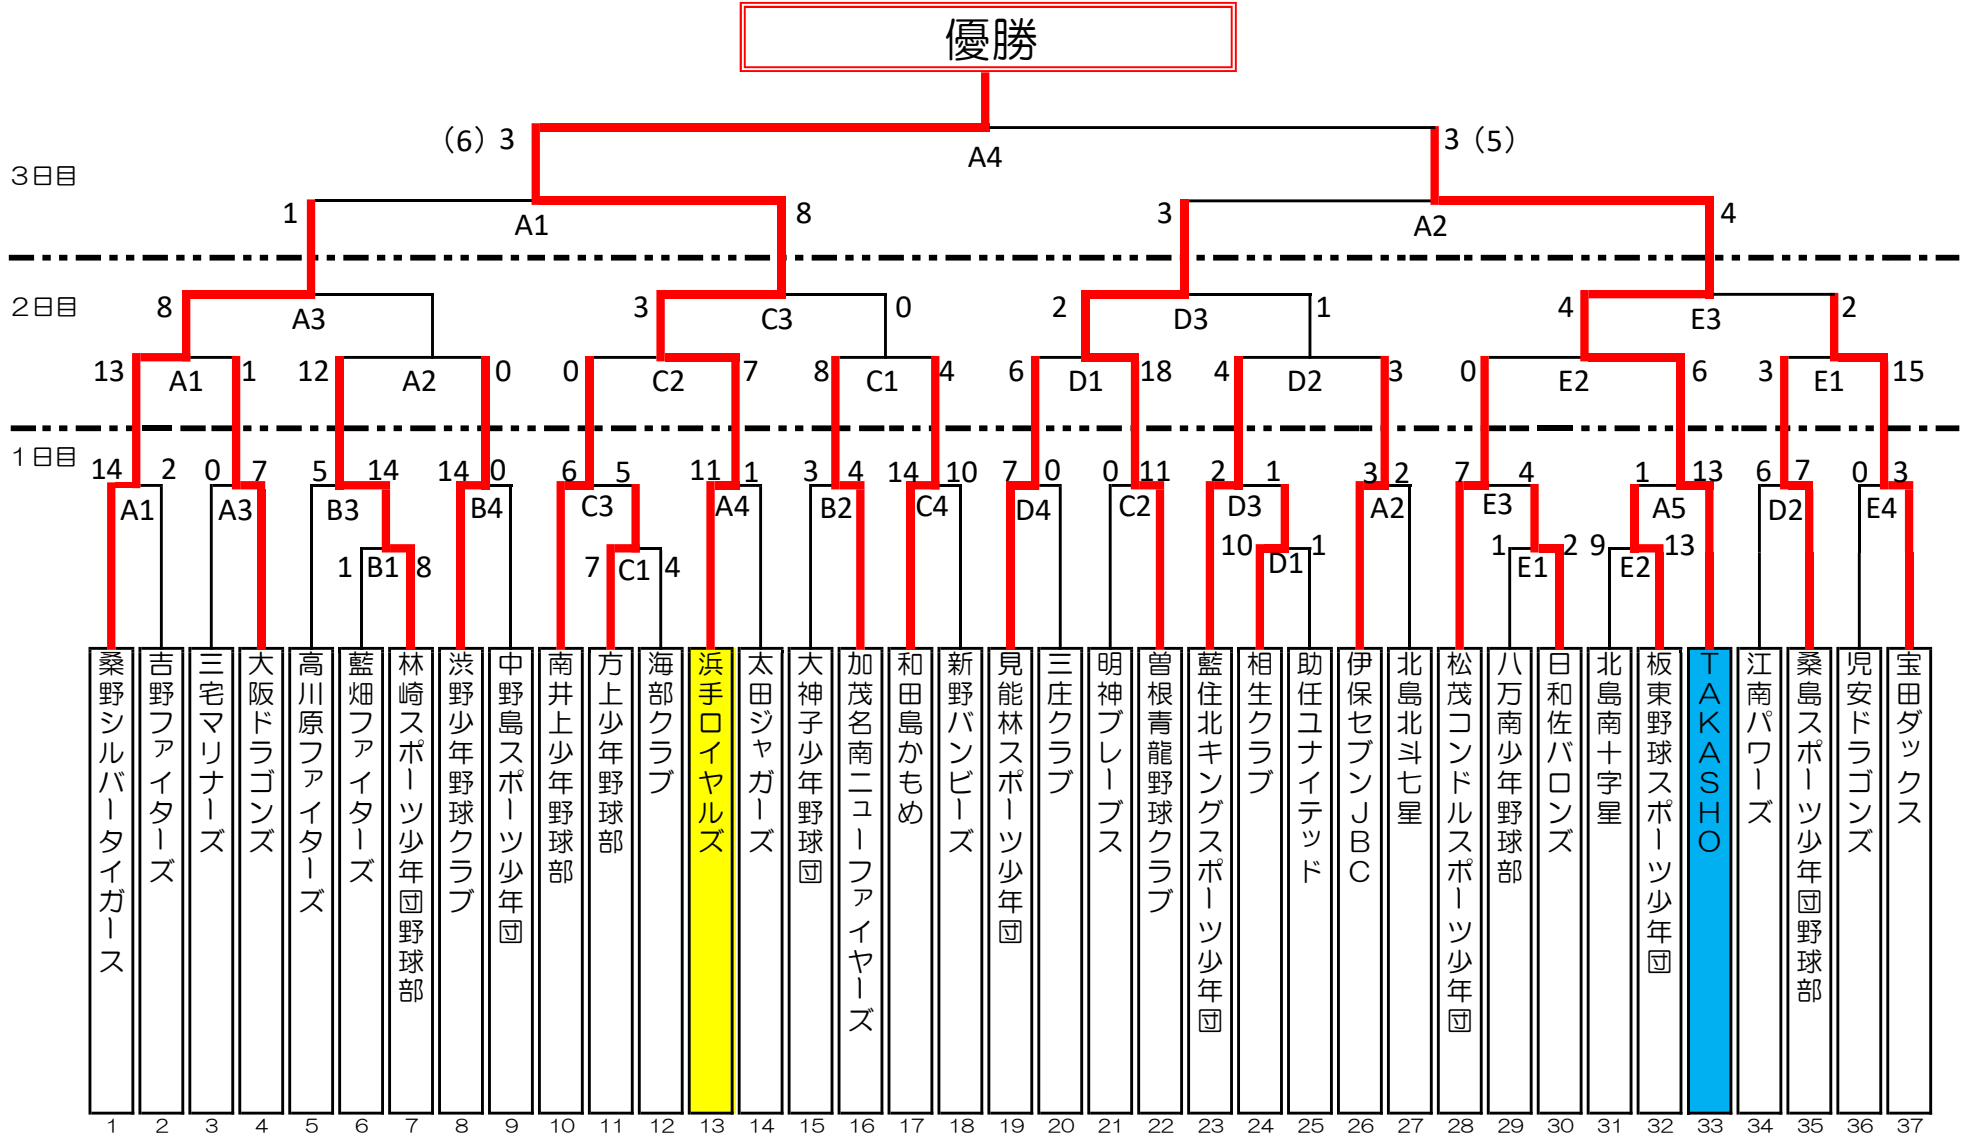 優勝
(6) 3
3 (5)
A4
3日目
1
A1
8
3
A2
4
2日目
8
A3
3
C3
0
2
D3
1
4
E3
2
13
A1
1
12
A2
0
0
C2
7
8
C1
4
6
D1
18
4
D2
3
0
E2
6
3
E1
15
1日目
14
2
0
7
5
14
14
0
6
5
11
1
3
4
14
10
7
0
0
11
2
1
3
2
7
4
1
13
6
7
0
3
A1
A3
B3
B4
C3
A4
B2
C4
D4
C2
D3
A2
E3
A5
D2
E4
1
B1
8
7
C1
4
10
D1
1
1
E1
2
9
E2
13
桑野シルバータイガース
吉野ファイターズ
三宅マリナーズ
大阪ドラゴンズ
高川原ファイターズ
藍畑ファイターズ
林崎スポーツ少年団野球部
渋野少年野球クラブ
中野島スポーツ少年団
南井上少年野球部
方上少年野球部
海部クラブ
浜手ロイヤルズ
太田ジャガーズ
大神子少年野球団
加茂名南ニューファイヤーズ
和田島かもめ
新野バンビーズ
見能林スポーツ少年団
三庄クラブ
明神ブレーブス
曽根青龍野球クラブ
藍住北キングスポーツ少年団
相生クラブ
助任ユナイテッド
伊保セブンJBC
北島北斗七星
松茂コンドルスポーツ少年団
八万南少年野球部
日和佐バロンズ
北島南十字星
板東野球スポーツ少年団
TAKASHO
江南パワーズ
桑島スポーツ少年団野球部
児安ドラゴンズ
宝田ダックス
1 2 3 4 5 6 7 8 9 10 11 12 13 14 15 16 17 18 19 20 21 22 23 24 25 26 27 28 29 30 31 32 33 34 35 36 37